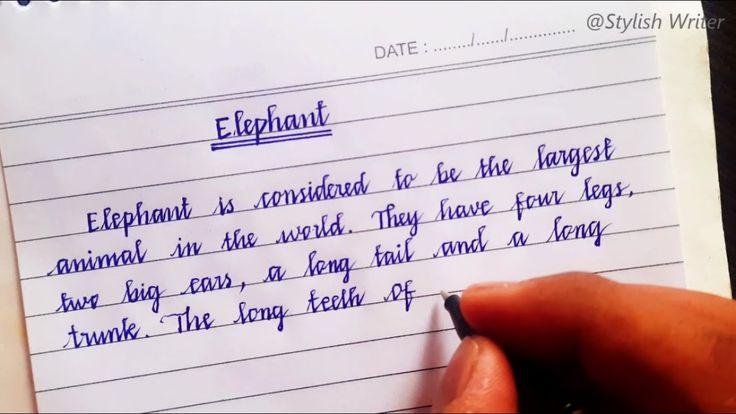 @Stylish Writer
DATE : ......../....../...............
Elephant
Elephant is considered to be the largest
animal in the world. They have four legs,
two big ears, a long tail and a long
trunk. The long teeth of